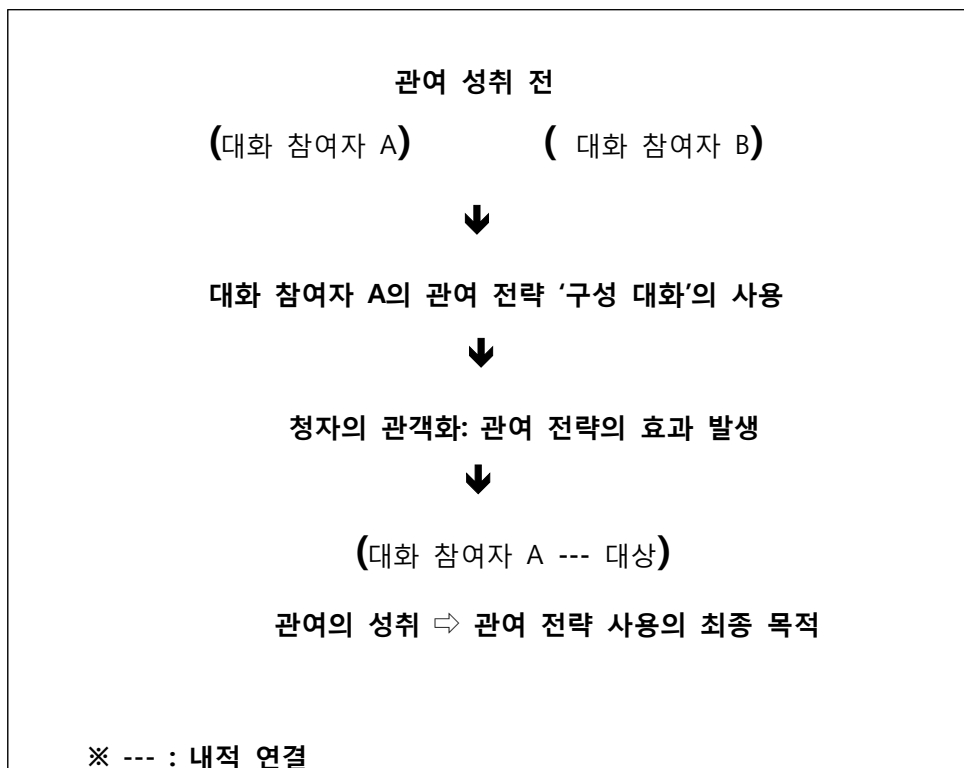 관여 성취 전
(대화 참여자 A) ( 대화 참여자 B)
🡻
대화 참여자 A의 관여 전략 ‘구성 대화’의 사용
🡻
청자의 관객화: 관여 전략의 효과 발생
🡻
(대화 참여자 A --- 대상)
관여의 성취 ⇨ 관여 전략 사용의 최종 목적
※ --- : 내적 연결